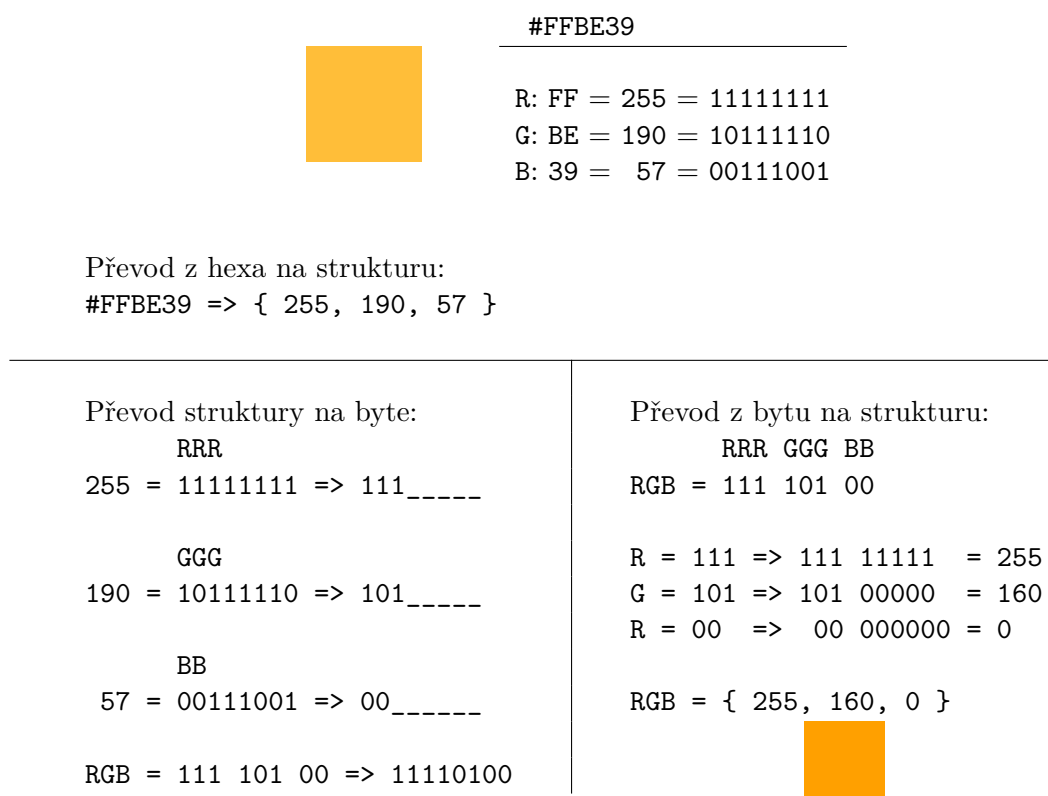 #FFBE39
R: FF = 255 = 11111111
G: BE = 190 = 10111110
B: 39 =  57 = 00111001
Převod z hexa na strukturu:
#FFBE39 => { 255, 190, 57 }
Převod struktury na byte:
RRR
255 = 11111111 => 111_____
GGG
190 = 10111110 => 101_____
BB
57 = 00111001 => 00______
RGB = 111 101 00 => 11110100
Převod z bytu na strukturu:
RRR GGG BB
RGB = 111 101 00
R = 111 => 111 11111  = 255
G = 101 => 101 00000  = 160
R = 00  =>  00 000000 = 0
RGB = { 255, 160, 0 }